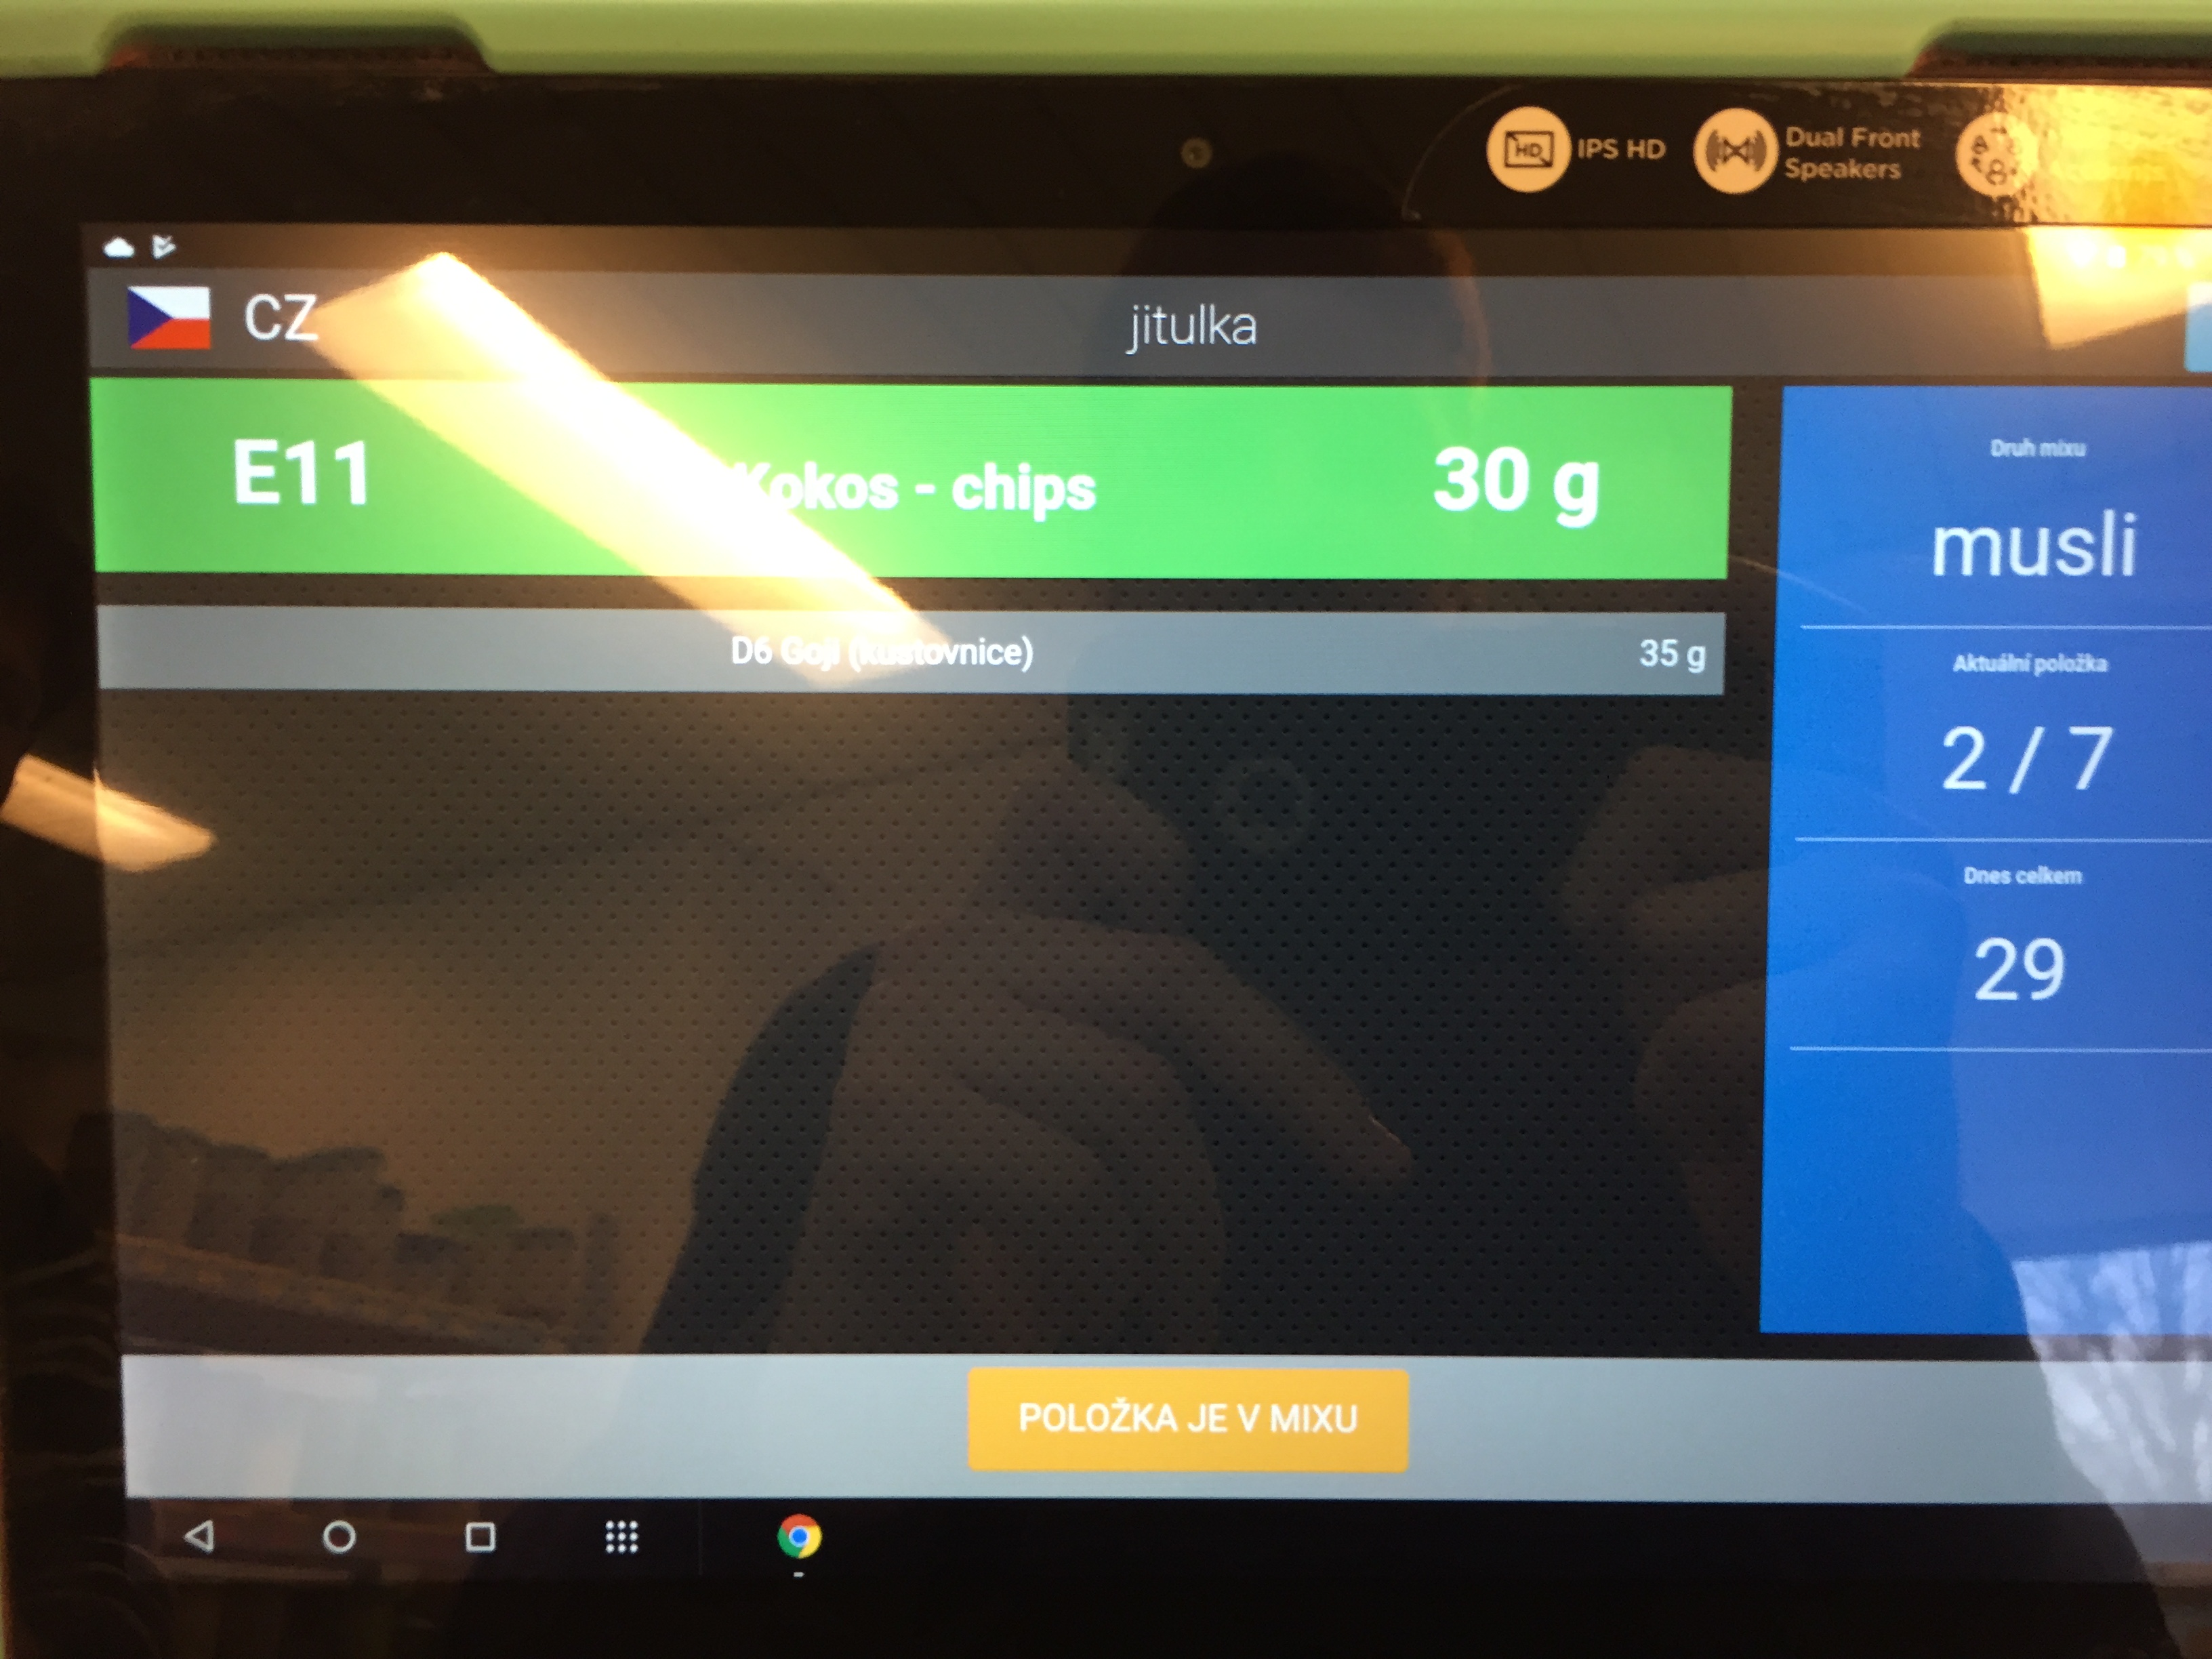 IPS HD
Dual Front
Speakers
CZ
jitulka
E11 Kokos - chips 30 g
D6 Goji (kustovnice) 35 g
Druh mixu
musli
Aktuální položka
2 / 7
Dnes celkem
29
POLOŽKA JE V MIXU